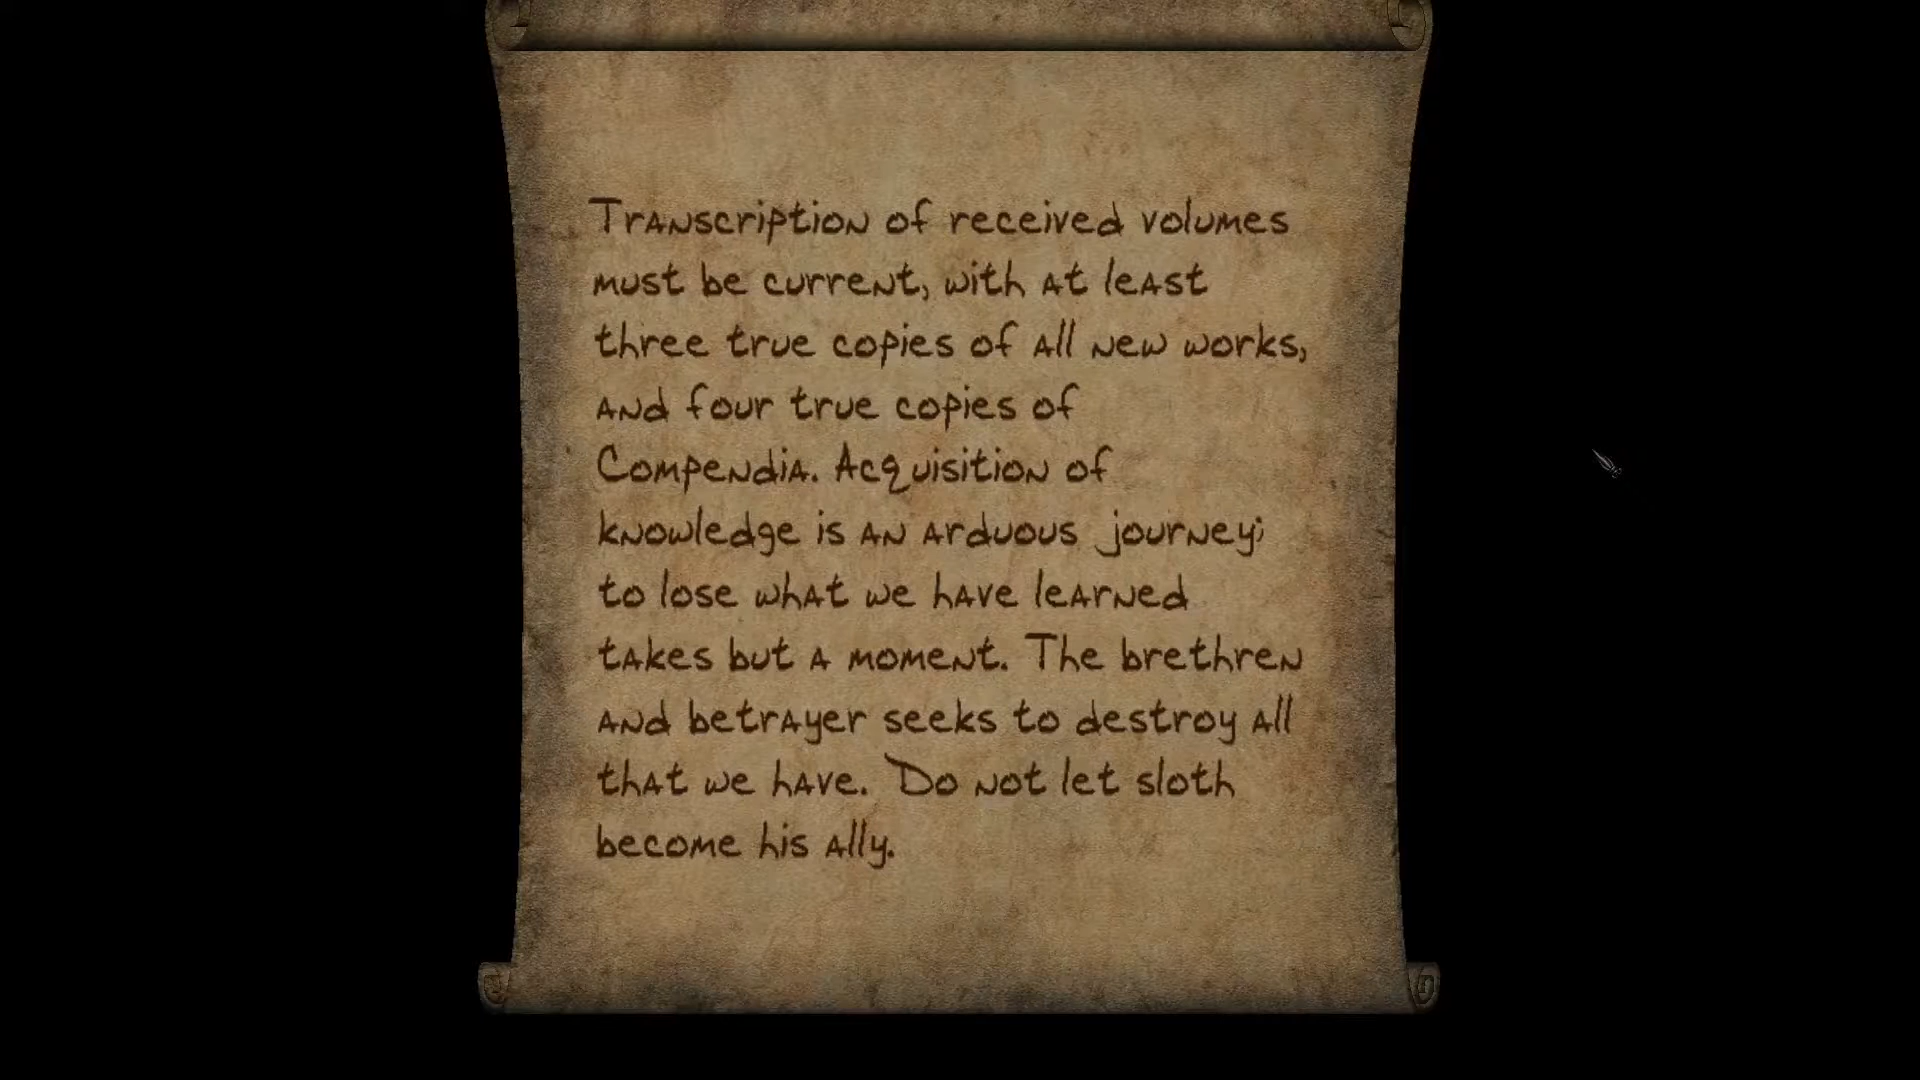 Transcription of received volumes
must be current, with at least
three true copies of all new works,
and four true copies of
Compendia. Acquisition of
knowledge is an arduous journey;
to lose what we have learned
takes but a moment. The brethren
and betrayer seeks to destroy all
that we have. Do not let sloth
become his ally.